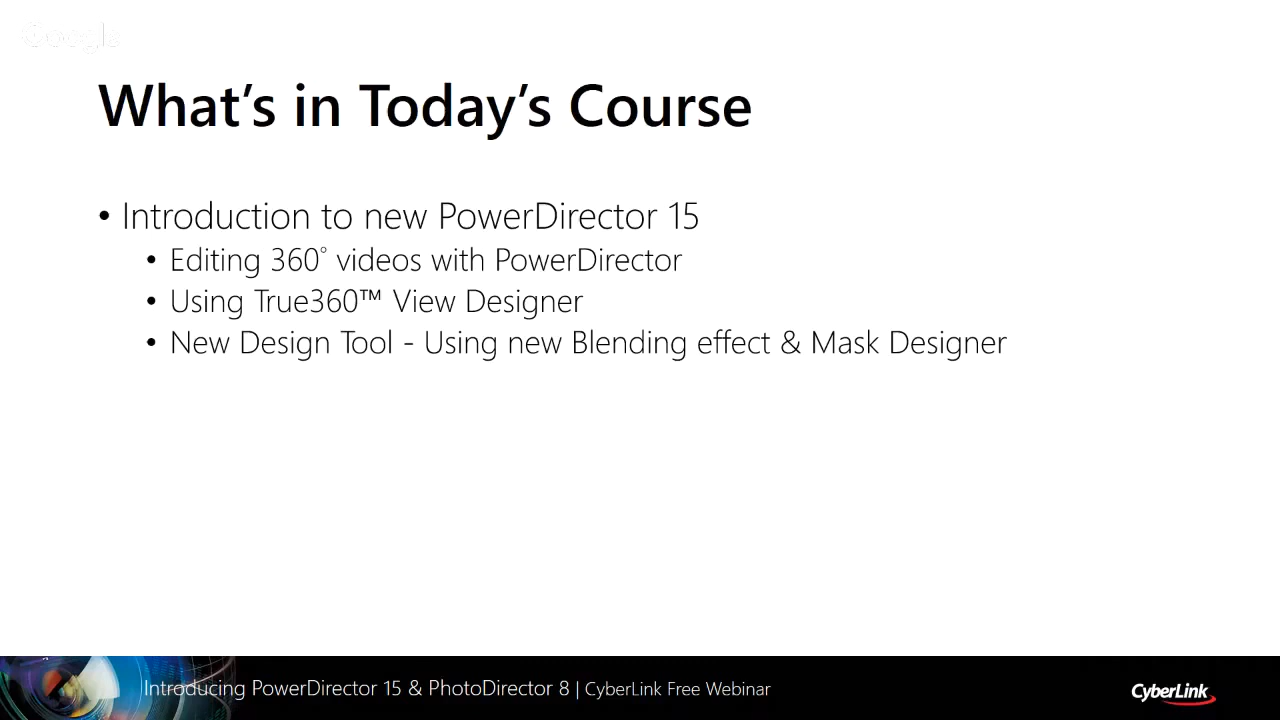 Google
What's in Today's Course
• Introduction to new PowerDirector 15
• Editing 360° videos with PowerDirector
• Using True360™ View Designer
• New Design Tool - Using new Blending effect & Mask Designer
Introducing PowerDirector 15 & PhotoDirector 8 | CyberLink Free Webinar
CyberLink